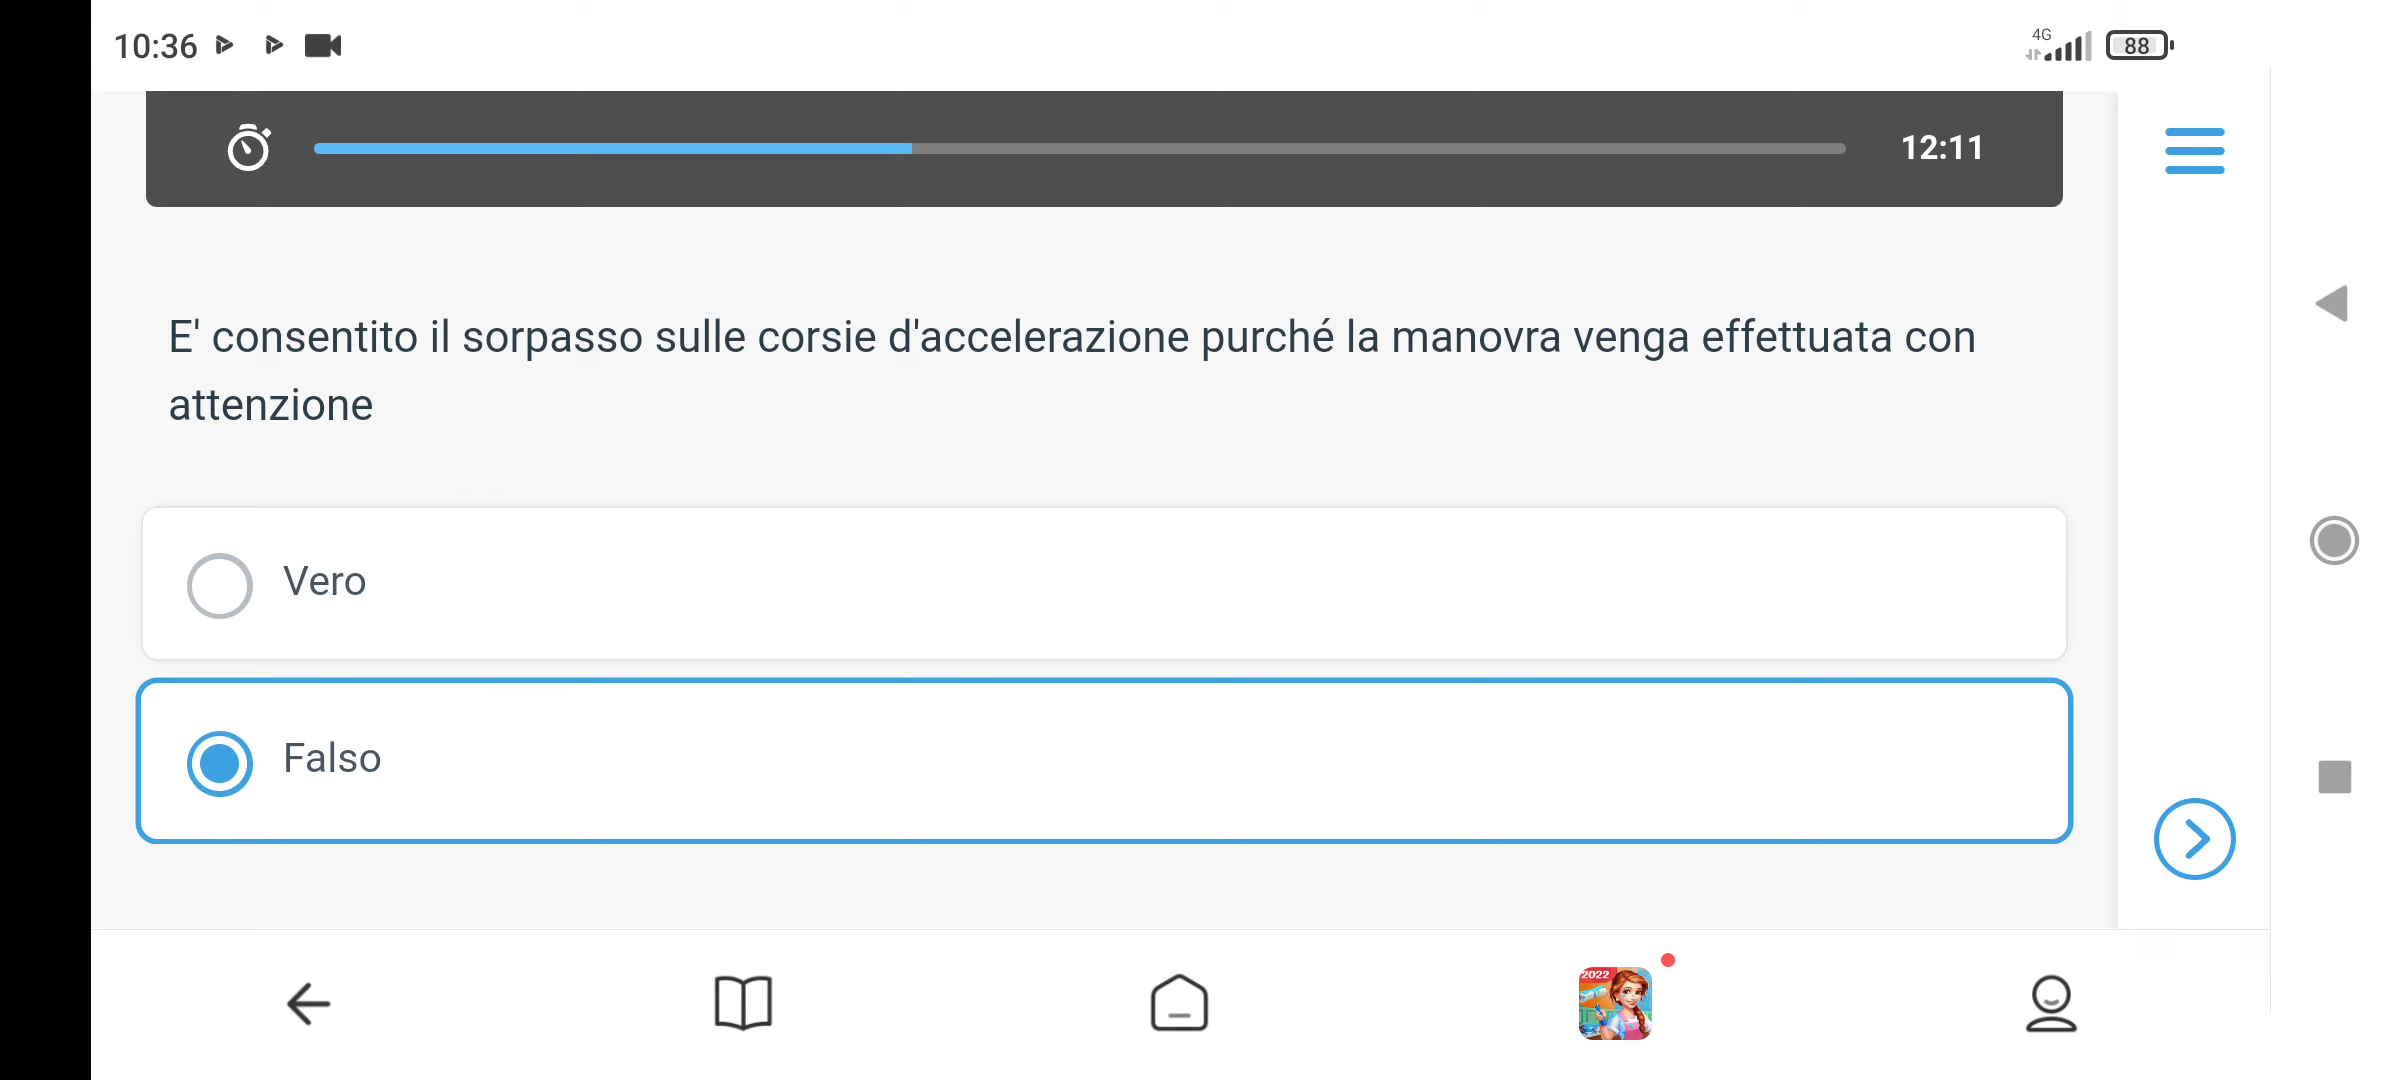 10:36
4G
88
12:11
E' consentito il sorpasso sulle corsie d'accelerazione purché la manovra venga effettuata con
attenzione
Vero
Falso
2022